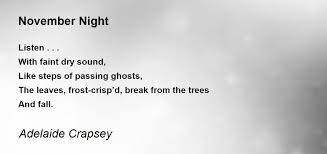 November Night
Listen . . .
With faint dry sound,
Like steps of passing ghosts,
The leaves, frost-crisp'd, break from the trees
And fall.
Adelaide Crapsey